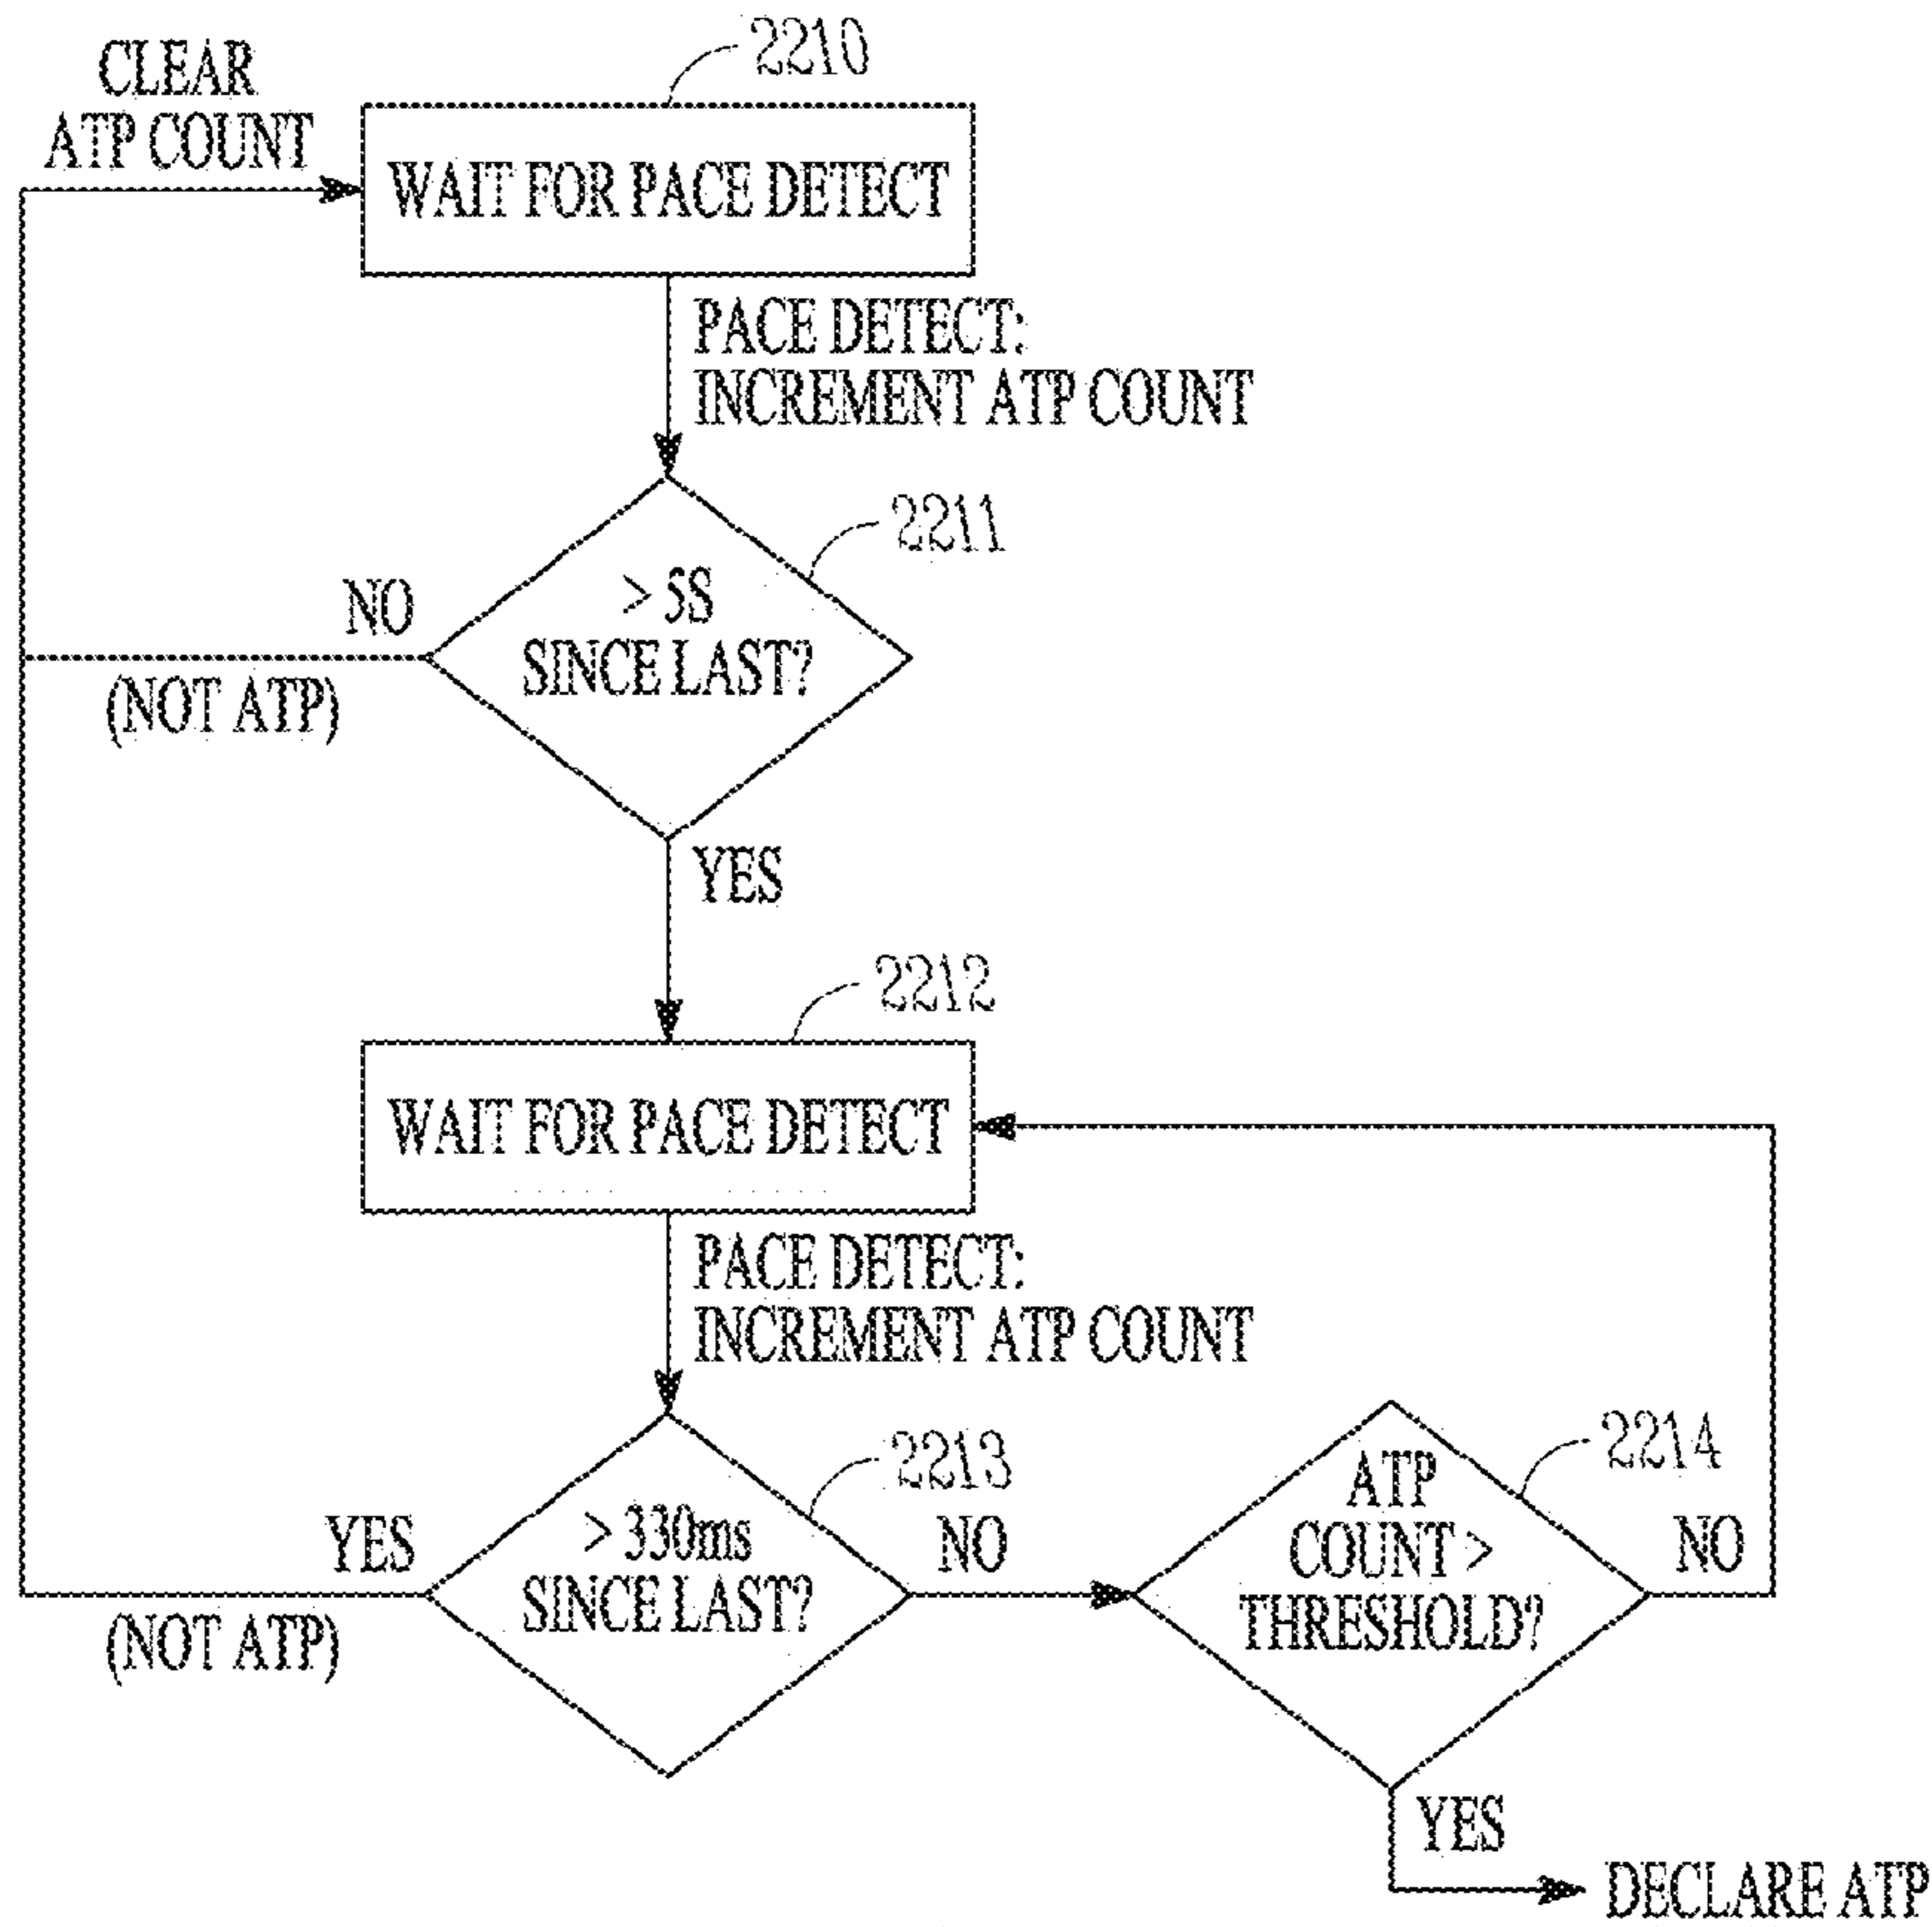 CLEAR
ATP COUNT
2210
WAIT FOR PACE DETECT
PACE DETECT:
INCREMENT ATP COUNT
2211
> 5S
SINCE LAST?
NO
(NOT ATP)
YES
2212
WAIT FOR PACE DETECT
PACE DETECT:
INCREMENT ATP COUNT
2213
> 330ms
SINCE LAST?
YES
(NOT ATP)
NO
2214
ATP
COUNT >
THRESHOLD?
NO
YES
DECLARE ATP